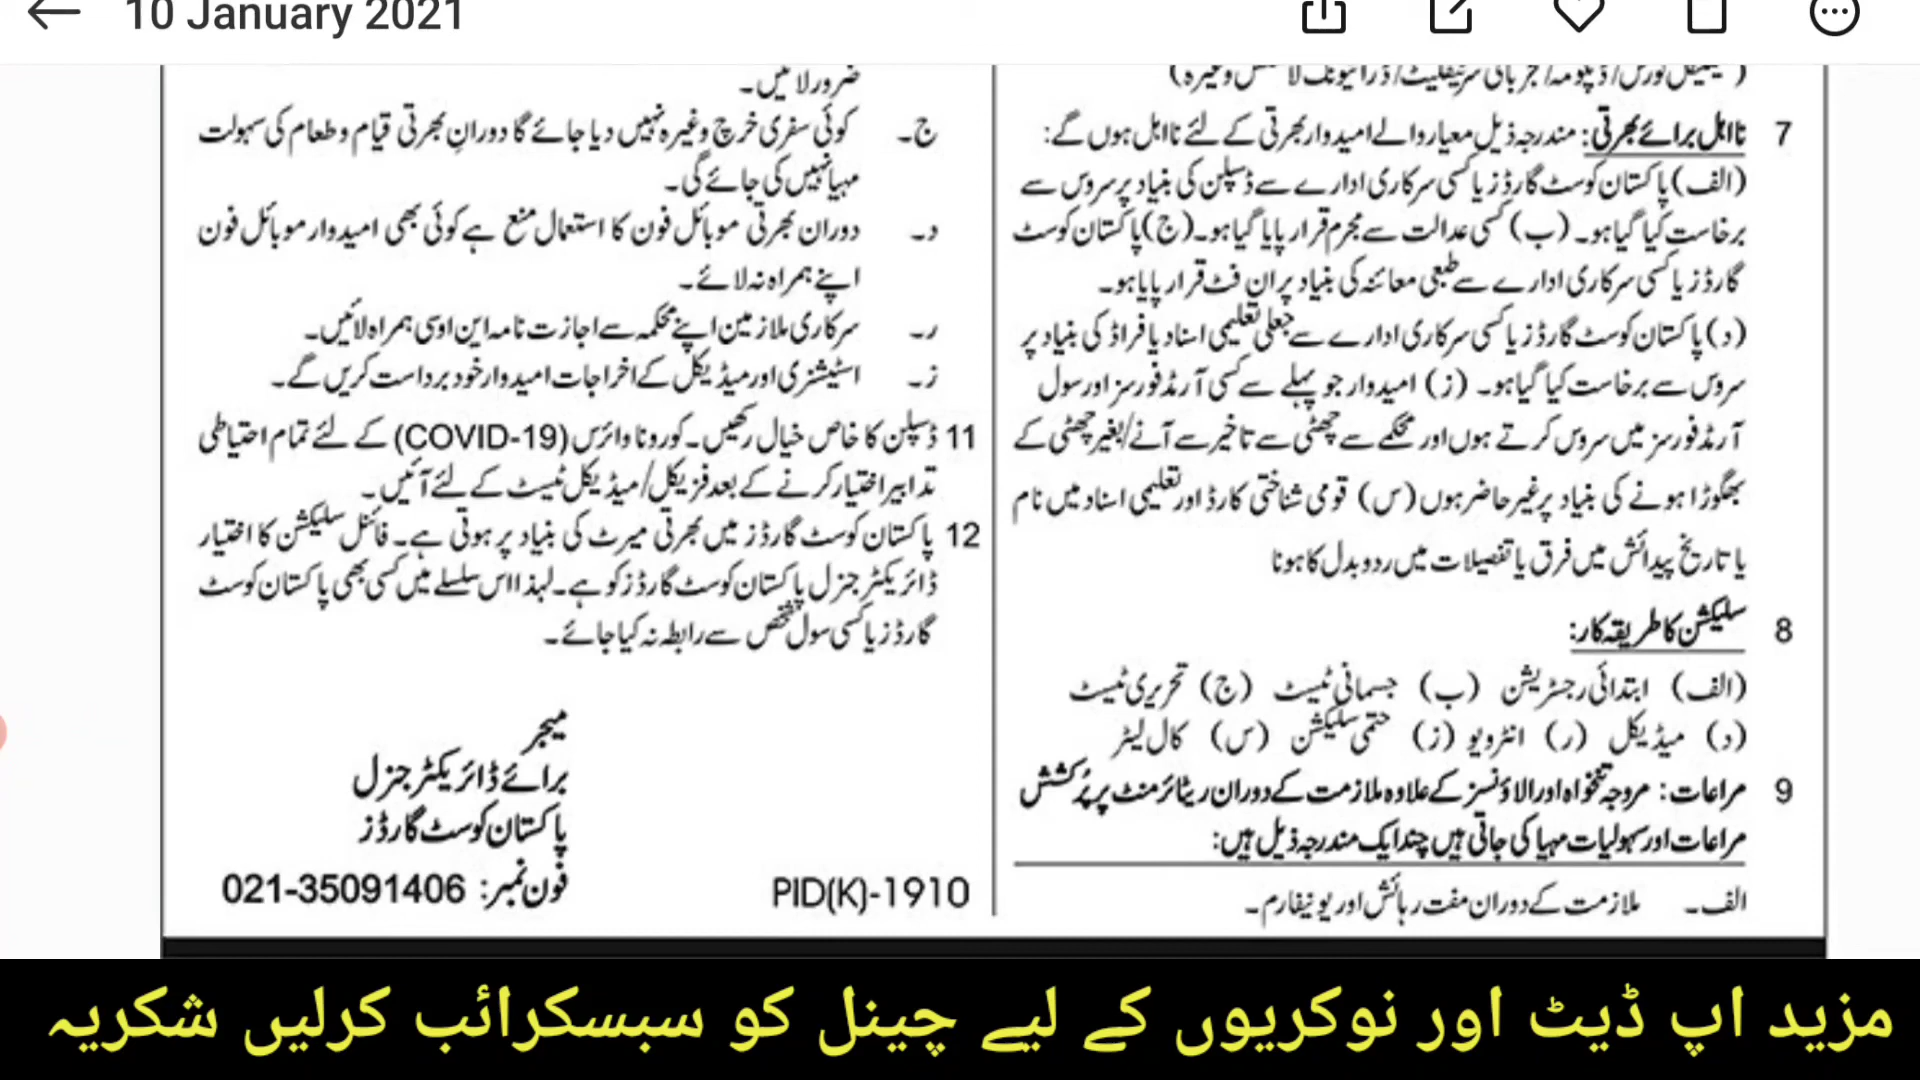 10 January 2021
7 نااہل برائے بھرتی: مندرجہ ذیل معیار والے امیدوار بھرتی کے لئے نااہل ہوں گے:
(الف) پاکستان کوسٹ گارڈز یا کسی سرکاری ادارے سے ڈسپلن کی بنیاد پر سروس سے
برخاست کیا گیا ہو۔ (ب) کسی عدالت سے مجرم قرار پایا گیا ہو۔ (ج) پاکستان کوسٹ
گارڈز یا کسی سرکاری ادارے سے طبعی معائنہ کی بنیاد پر ان فٹ قرار پایا ہو۔
(د) پاکستان کوسٹ گارڈز یا کسی سرکاری ادارے سے جعلی تعلیمی اسناد یا فراڈ کی بنیاد پر
سروس سے برخاست کیا گیا ہو۔ (ز) امیدوار جو پہلے سے کسی آرمڈ فورسز اور سول
آرمڈ فورسز میں سروس کرتے ہوں اور محکمے سے چھٹی سے تاخیر سے آنے/بغیر چھٹی کے
بھگوڑا ہونے کی بنیاد پر غیر حاضر ہوں (س) قومی شناختی کارڈ اور تعلیمی اسناد میں نام
یا تاریخ پیدائش میں فرق یا تفصیلات میں ردوبدل کا ہونا
8 سلیکشن کا طریقہ کار:
(الف) ابتدائی رجسٹریشن (ب) جسمانی ٹیسٹ (ج) تحریری ٹیسٹ
(د) میڈیکل (ر) انٹرویو (ز) حتمی سلیکشن (س) کال لیٹر
9 مراعات: مروجہ تنخواہ اور الاؤنسز کے علاوہ ملازمت کے دوران ریٹائرمنٹ پر پُرکشش
مراعات اور سہولیات مہیا کی جاتی ہیں چند ایک مندرجہ ذیل ہیں:
الف۔ ملازمت کے دوران مفت رہائش اور یونیفارم۔
ضرور لائیں۔
ج۔ کوئی سفری خرچ وغیرہ نہیں دیا جائے گا دورانِ بھرتی قیام و طعام کی سہولت
مہیا نہیں کی جائے گی۔
د۔ دوران بھرتی موبائل فون کا استعمال منع ہے کوئی بھی امیدوار موبائل فون
اپنے ہمراہ نہ لائے۔
ر۔ سرکاری ملازمین اپنے محکمہ سے اجازت نامہ این او سی ہمراہ لائیں۔
ز۔ اسٹیشنری اور میڈیکل کے اخراجات امیدوار خود برداست کریں گے۔
11 ڈسپلن کا خاص خیال رکھیں۔ کورونا وائرس (COVID-19) کے لئے تمام احتیاطی
تدابیر اختیار کرنے کے بعد فزیکل/میڈیکل ٹیسٹ کے لئے آئیں۔
12 پاکستان کوسٹ گارڈز میں بھرتی میرٹ کی بنیاد پر ہوتی ہے۔ فائنل سلیکشن کا اختیار
ڈائریکٹر جنرل پاکستان کوسٹ گارڈز کو ہے۔ لہذا اس سلسلے میں کسی بھی پاکستان کوسٹ
گارڈز یا کسی سول شخص سے رابطہ نہ کیا جائے۔
میجر
برائے ڈائریکٹر جنرل
پاکستان کوسٹ گارڈز
فون نمبر: 021-35091406
PID(K)-1910
مزید اپ ڈیٹ اور نوکریوں کے لیے چینل کو سبسکرائب کرلیں شکریہ